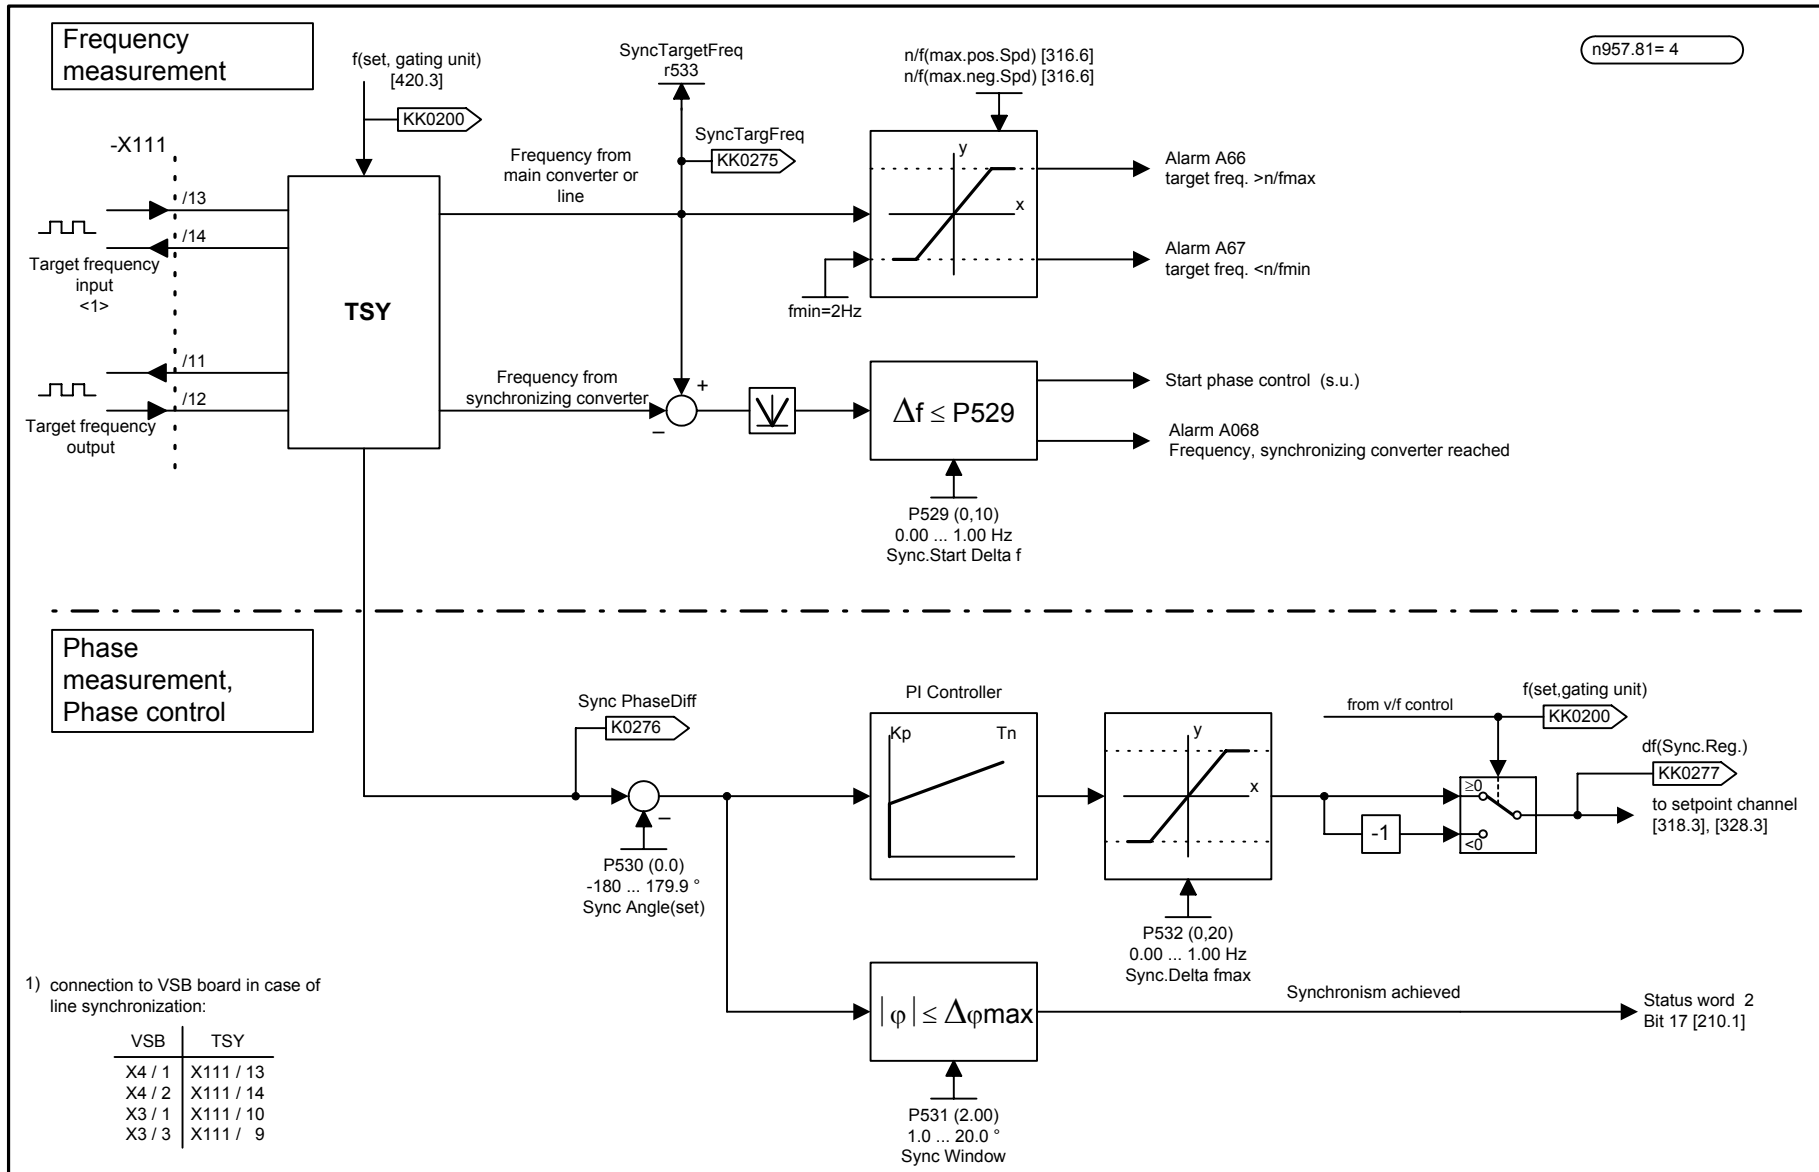 Frequency
measurement
f(set, gating unit)
[420.3]
KK0200
SyncTargetFreq
r533
SyncTargFreq
KK0275
n/f(max.pos.Spd) [316.6]
n/f(max.neg.Spd) [316.6]
n957.81= 4
-X111
/13
/14
Target frequency
input
<1>
/11
/12
Target frequency
output
TSY
Frequency from
main converter or
line
y
x
fmin=2Hz
Alarm A66
target freq. >n/fmax
Alarm A67
target freq. <n/fmin
Frequency from
synchronizing converter
+
–
Δf ≤ P529
Start phase control (s.u.)
Alarm A068
Frequency, synchronizing converter reached
P529 (0,10)
0.00 ... 1.00 Hz
Sync.Start Delta f
Phase
measurement,
Phase control
Sync PhaseDiff
K0276
–
P530 (0.0)
-180 ... 179.9 °
Sync Angle(set)
PI Controller
Kp Tn
y
x
P532 (0,20)
0.00 ... 1.00 Hz
Sync.Delta fmax
from v/f control
f(set,gating unit)
KK0200
df(Sync.Reg.)
KK0277
≥0
<0
-1
to setpoint channel
[318.3], [328.3]
|φ| ≤ Δφmax
Synchronism achieved
Status word 2
Bit 17 [210.1]
P531 (2.00)
1.0 ... 20.0 °
Sync Window
1) connection to VSB board in case of
line synchronization:
VSB TSY
X4 / 1 X111 / 13
X4 / 2 X111 / 14
X3 / 1 X111 / 10
X3 / 3 X111 / 9